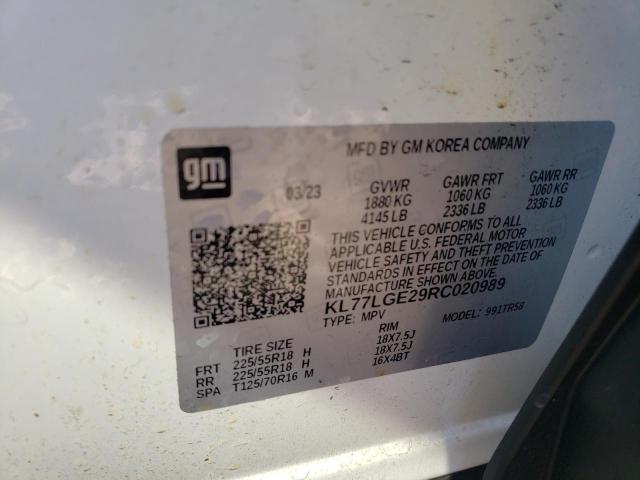 gm
MFD BY GM KOREA COMPANY
03/23 GVWR GAWR FRT GAWR RR
1880 KG 1060 KG 1060 KG
4145 LB 2336 LB 2336 LB
THIS VEHICLE CONFORMS TO ALL
APPLICABLE U.S. FEDERAL MOTOR
VEHICLE SAFETY AND THEFT PREVENTION
STANDARDS IN EFFECT ON THE DATE OF
MANUFACTURE SHOWN ABOVE.
KL77LGE29RC020989
TYPE: MPV MODEL: 991TR58
TIRE SIZE RIM
FRT 225/55R18 H 18X7.5J
RR 225/55R18 H 18X7.5J
SPA T125/70R16 M 16X4BT